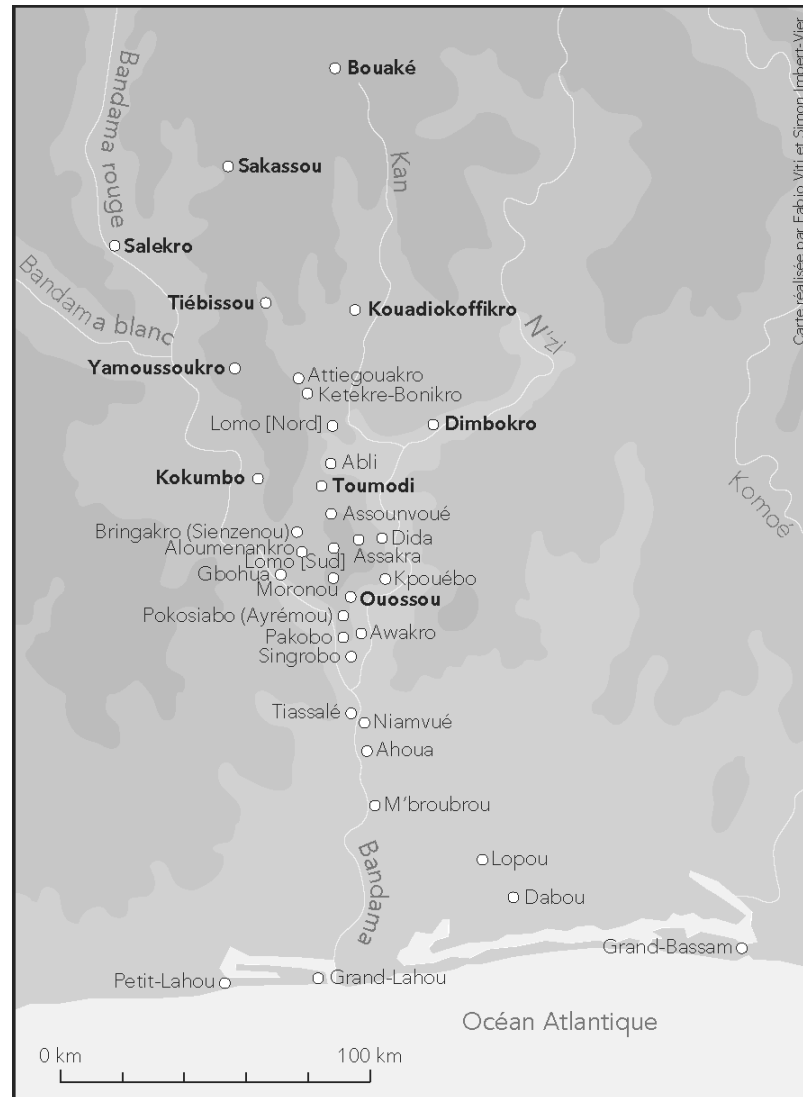 Bouaké
Bandama rouge
Kan
Sakassou
Salekro
Bandama blanc
Tiébissou
Kouadiokoffikro
N'zi
Yamoussoukro
Attiegouakro
Ketekre-Bonikro
Lomo [Nord]
Dimbokro
Abli
Kokumbo
Toumodi
Komoé
Assounvoué
Bringakro (Sienzenou)
Dida
Aloumenankro
Assakra
Lomo [Sud]
Gbohua
Kpouébo
Moronou
Ouossou
Pokosiabo (Ayrémou)
Awakro
Pakobo
Singrobo
Tiassalé
Niamvué
Ahoua
M'broubrou
Lopou
Bandama
Dabou
Grand-Bassam
Petit-Lahou
Grand-Lahou
Océan Atlantique
0 km
100 km
Carte réalisée par Fabio Viti et Simon Imbert-Vier